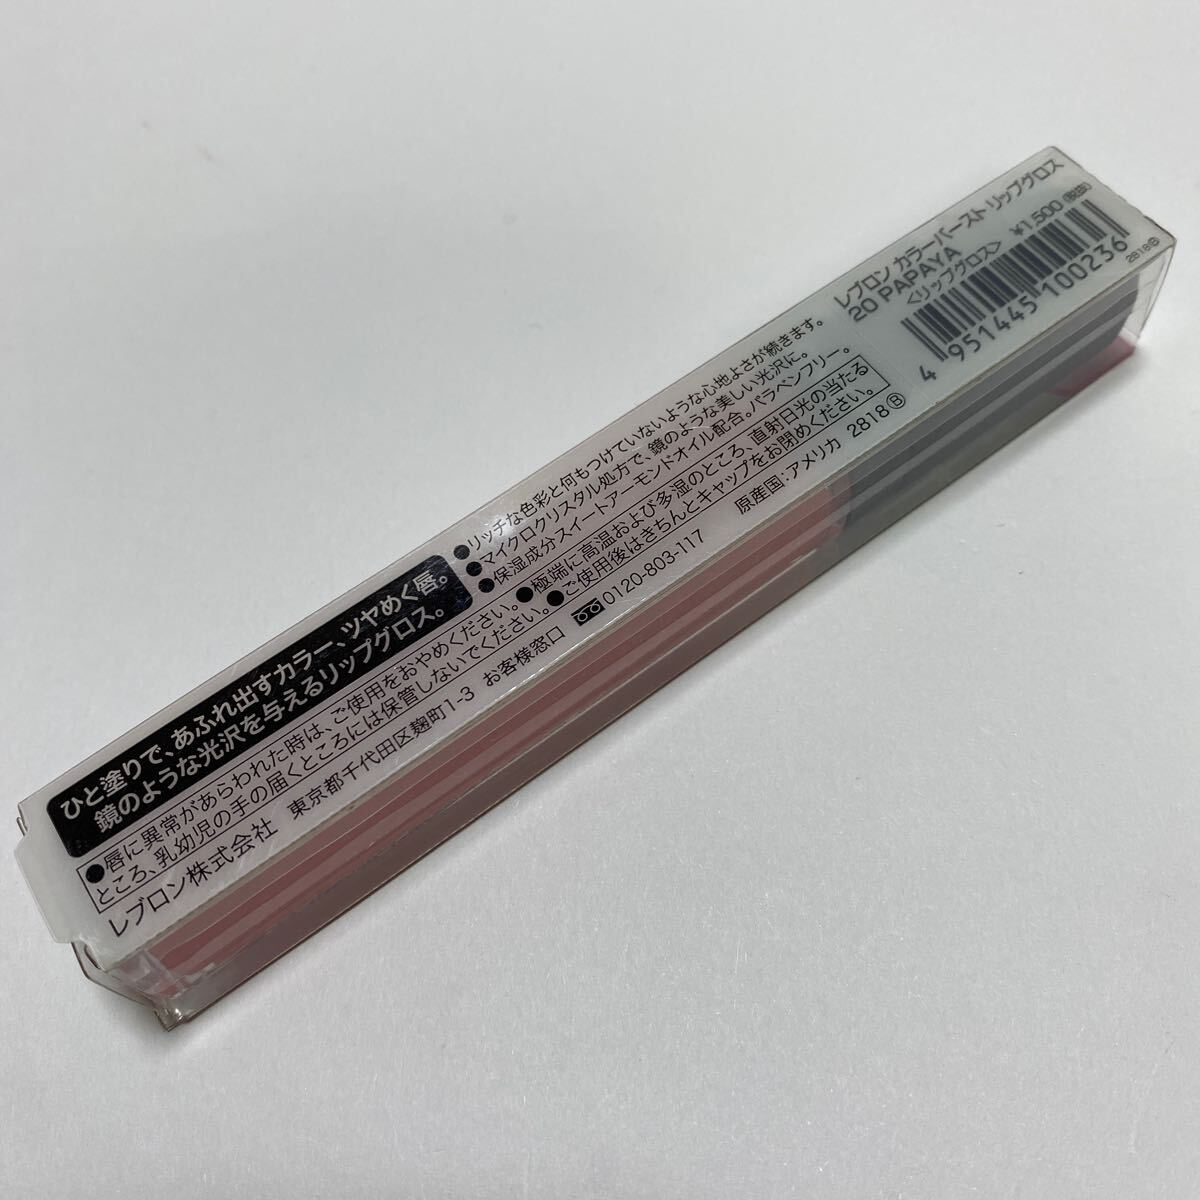 ひと塗りで、あふれ出すカラー、ツヤめく唇。
鏡のような光沢を与えるリップグロス。
●リッチな色彩と何もつけていないような心地よさが続きます。
●マイクロクリスタル処方で、鏡のような美しい光沢に。
●保湿成分スイートアーモンドオイル配合。パラベンフリー。
●唇に異常があらわれた時は、ご使用をおやめください。●極端に高温および多湿のところ、直射日光の当たる
ところ、乳幼児の手の届くところには保管しないでください。●ご使用後はきちんとキャップをお閉めください。
レブロン株式会社 東京都千代田区麹町1-3 お客様窓口 0120-803-117 原産国:アメリカ 2818Ⓑ
レブロン カラーバースト リップグロス
20 PAPAYA ¥1,500(税抜)
<リップグロス>
4 951445 100236
2818Ⓑ